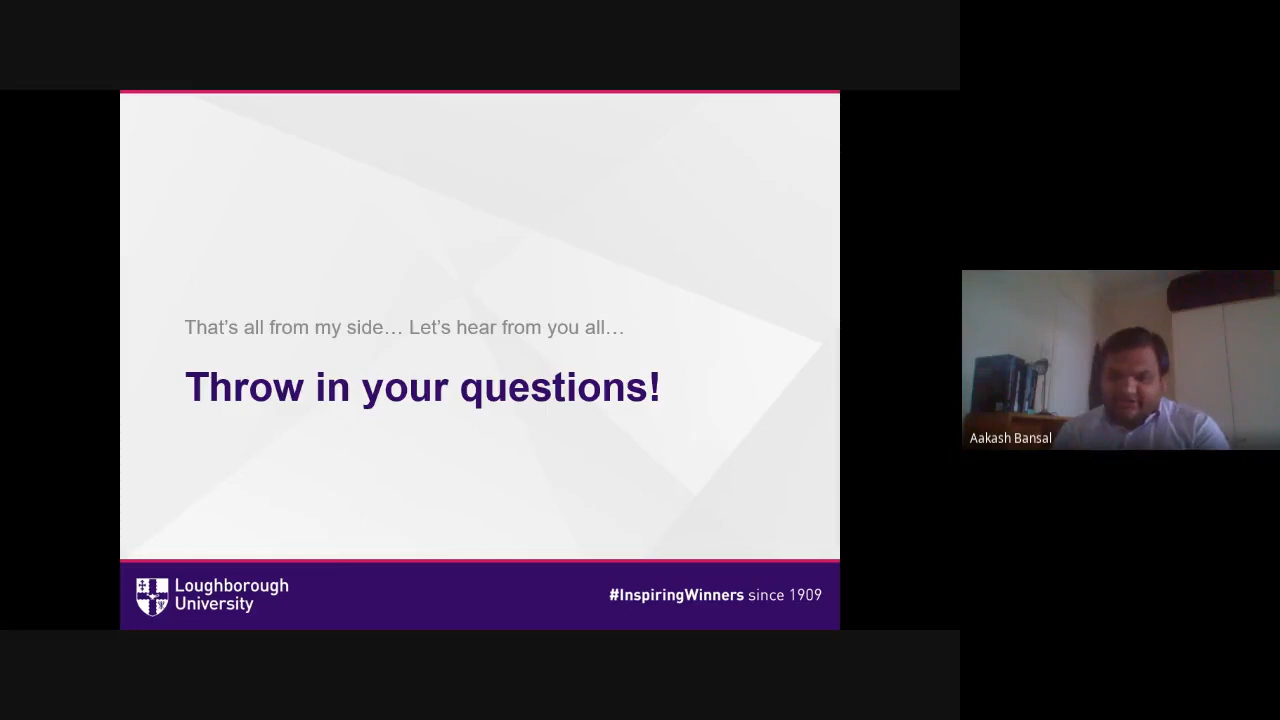 That's all from my side… Let's hear from you all…
Throw in your questions!
Loughborough
University
#InspiringWinners since 1909
Aakash Bansal